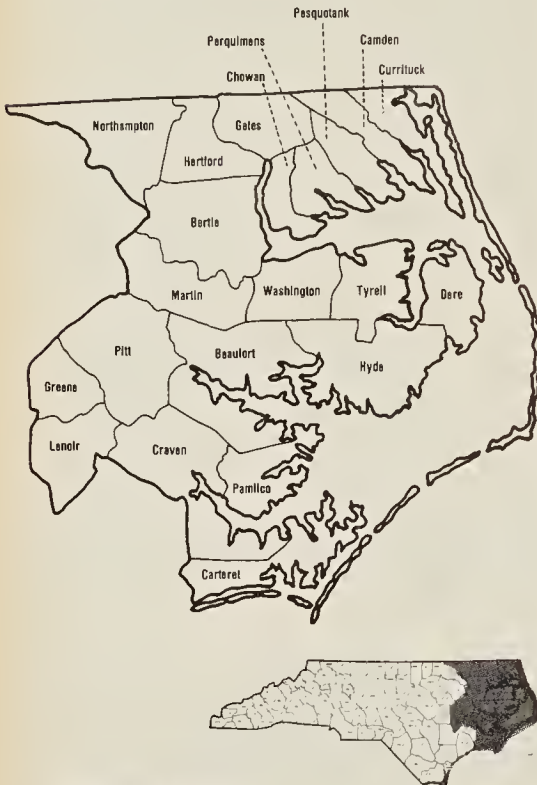 Pasquotank
Perquimans
Camden
Chowan
Currituck
Northampton
Gates
Hertford
Bertie
Martin
Washington
Tyrell
Dare
Pitt
Beaufort
Hyde
Greene
Lenoir
Craven
Pamlico
Carteret